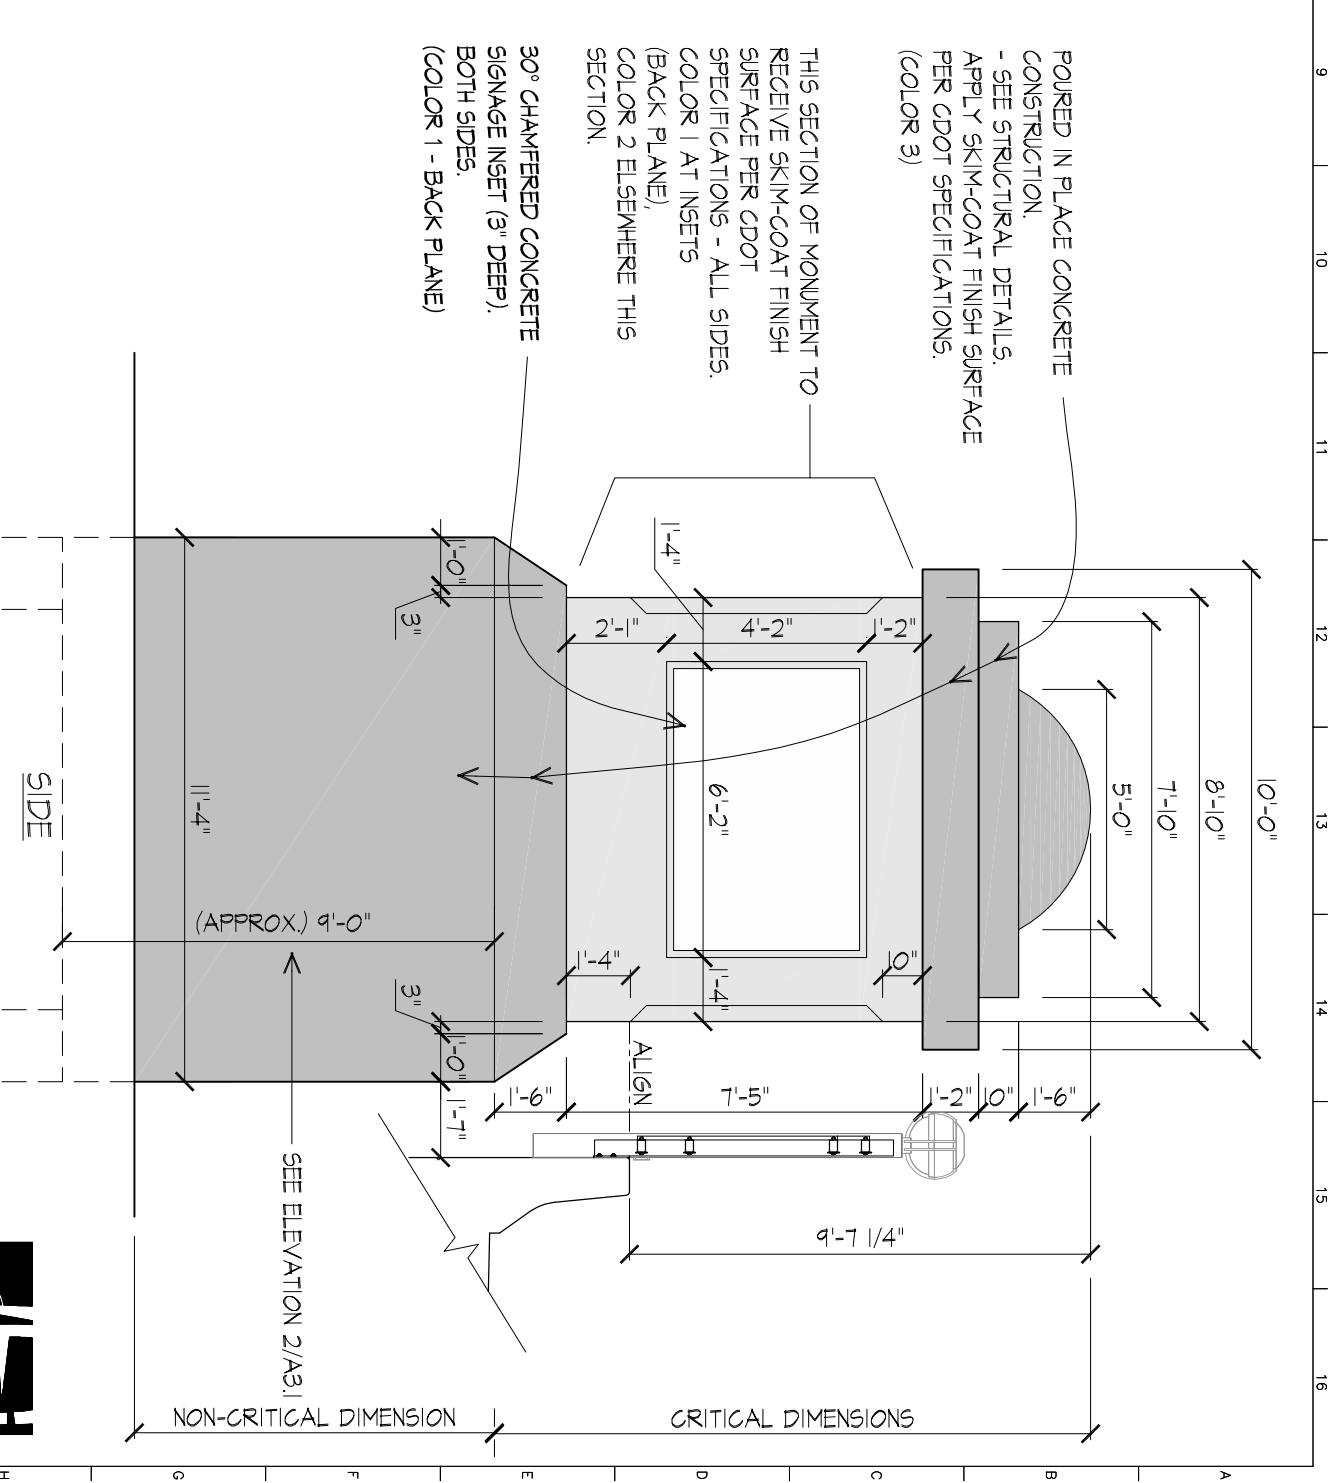 9
10
11
12
13
14
15
16
A
B
C
D
E
F
G
H
POURED IN PLACE CONCRETE
CONSTRUCTION.
- SEE STRUCTURAL DETAILS.
APPLY SKIM-COAT FINISH SURFACE
PER CDOT SPECIFICATIONS.
(COLOR 3)
THIS SECTION OF MONUMENT TO
RECEIVE SKIM-COAT FINISH
SURFACE PER CDOT
SPECIFICATIONS - ALL SIDES.
COLOR 1 AT INSETS
(BACK PLANE),
COLOR 2 ELSEWHERE THIS
SECTION.
30° CHAMFERED CONCRETE
SIGNAGE INSET (3" DEEP).
BOTH SIDES.
(COLOR 1 - BACK PLANE)
10'-0"
8'-10"
7'-10"
5'-0"
1'-4"
6'-2"
1'-4"
2'-1"
4'-2"
1'-2"
1'-4"
10"
1'-0"
3"
3"
1'-0"
1'-7"
11'-4"
(APPROX.) 9'-0"
1'-6"
7'-5"
1'-2"
10"
1'-6"
ALIGN
9'-7 1/4"
SEE ELEVATION 2/A3.1
NON-CRITICAL DIMENSION
CRITICAL DIMENSIONS
SIDE